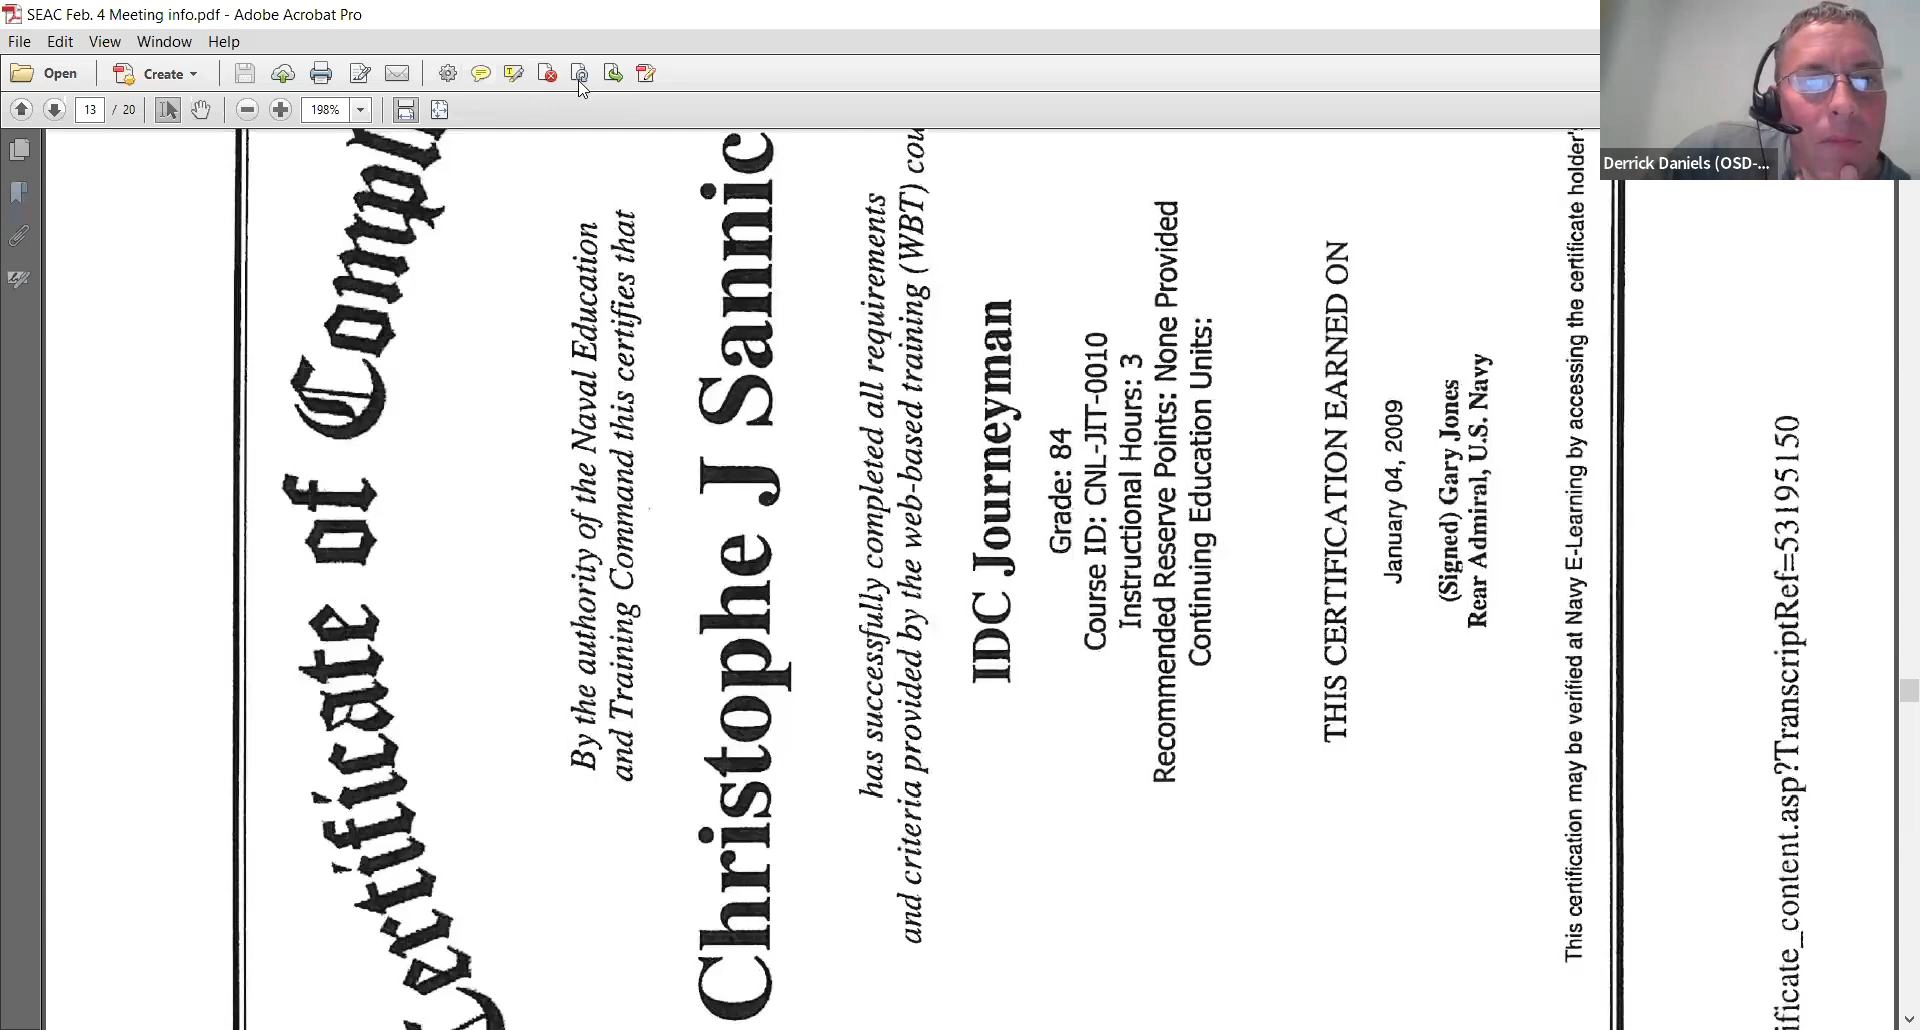 SEAC Feb. 4 Meeting info.pdf - Adobe Acrobat Pro
File Edit View Window Help
Open Create
13 / 20 198%
Derrick Daniels (OSD-...
Certificate of Compl
By the authority of the Naval Education
and Training Command this certifies that
Christophe J Sannic
has successfully completed all requirements
and criteria provided by the web-based training (WBT) cou
IDC Journeyman
Grade: 84
Course ID: CNL-JIT-0010
Instructional Hours: 3
Recommended Reserve Points: None Provided
Continuing Education Units:
THIS CERTIFICATION EARNED ON
January 04, 2009
(Signed) Gary Jones
Rear Admiral, U.S. Navy
This certification may be verified at Navy E-Learning by accessing the certificate holder's
ificate_content.asp?TranscriptRef=53195150